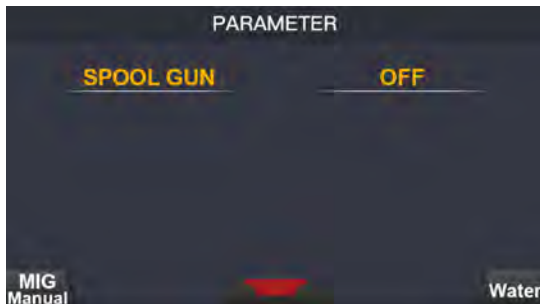 PARAMETER
SPOOL GUN OFF
MIG
Manual
Water